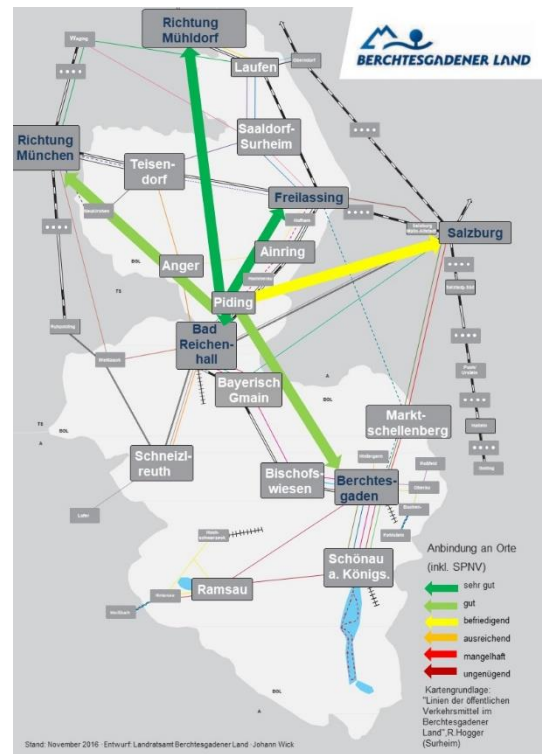 Richtung
Mühldorf
BERCHTESGADENER LAND
Waging
Laufen
Oberndorf
Richtung
München
Saaldorf-
Surheim
Teisen-
dorf
Freilassing
Salzburg
Anger
Ainring
Piding
Bad
Reichen-
hall
Bayerisch
Gmain
Markt-
schellenberg
Schneizl-
reuth
Bischofs-
wiesen
Berchtes-
gaden
Schönau
a. Königs.
Ramsau
Anbindung an Orte
(inkl. SPNV)
sehr gut
gut
befriedigend
ausreichend
mangelhaft
ungenügend
Kartengrundlage:
"Linien der öffentlichen
Verkehrsmittel im
Berchtesgadener
Land",R.Hogger
(Surheim)
Stand: November 2016 · Entwurf: Landratsamt Berchtesgadener Land · Johann Wick